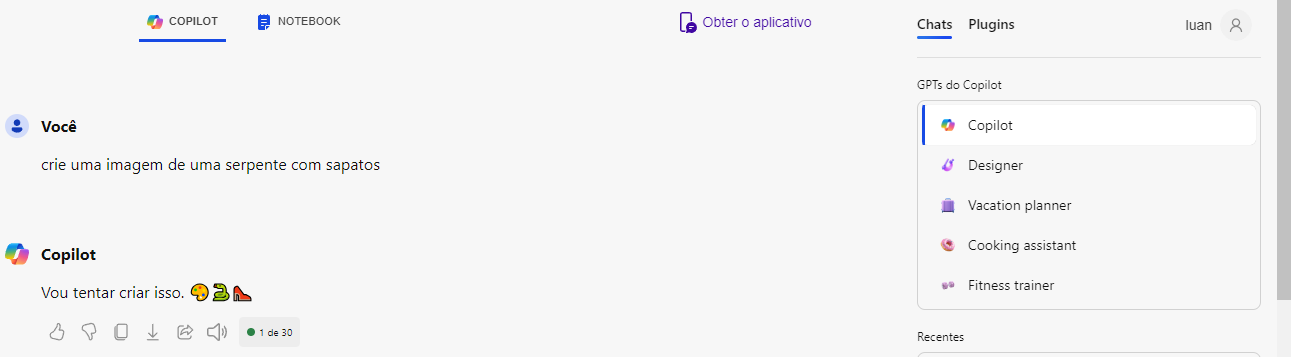 COPILOT
NOTEBOOK
Obter o aplicativo
Chats
Plugins
luan
Você
crie uma imagem de uma serpente com sapatos
Copilot
Vou tentar criar isso. 🎨🐍👠
1 de 30
GPTs do Copilot
Copilot
Designer
Vacation planner
Cooking assistant
Fitness trainer
Recentes